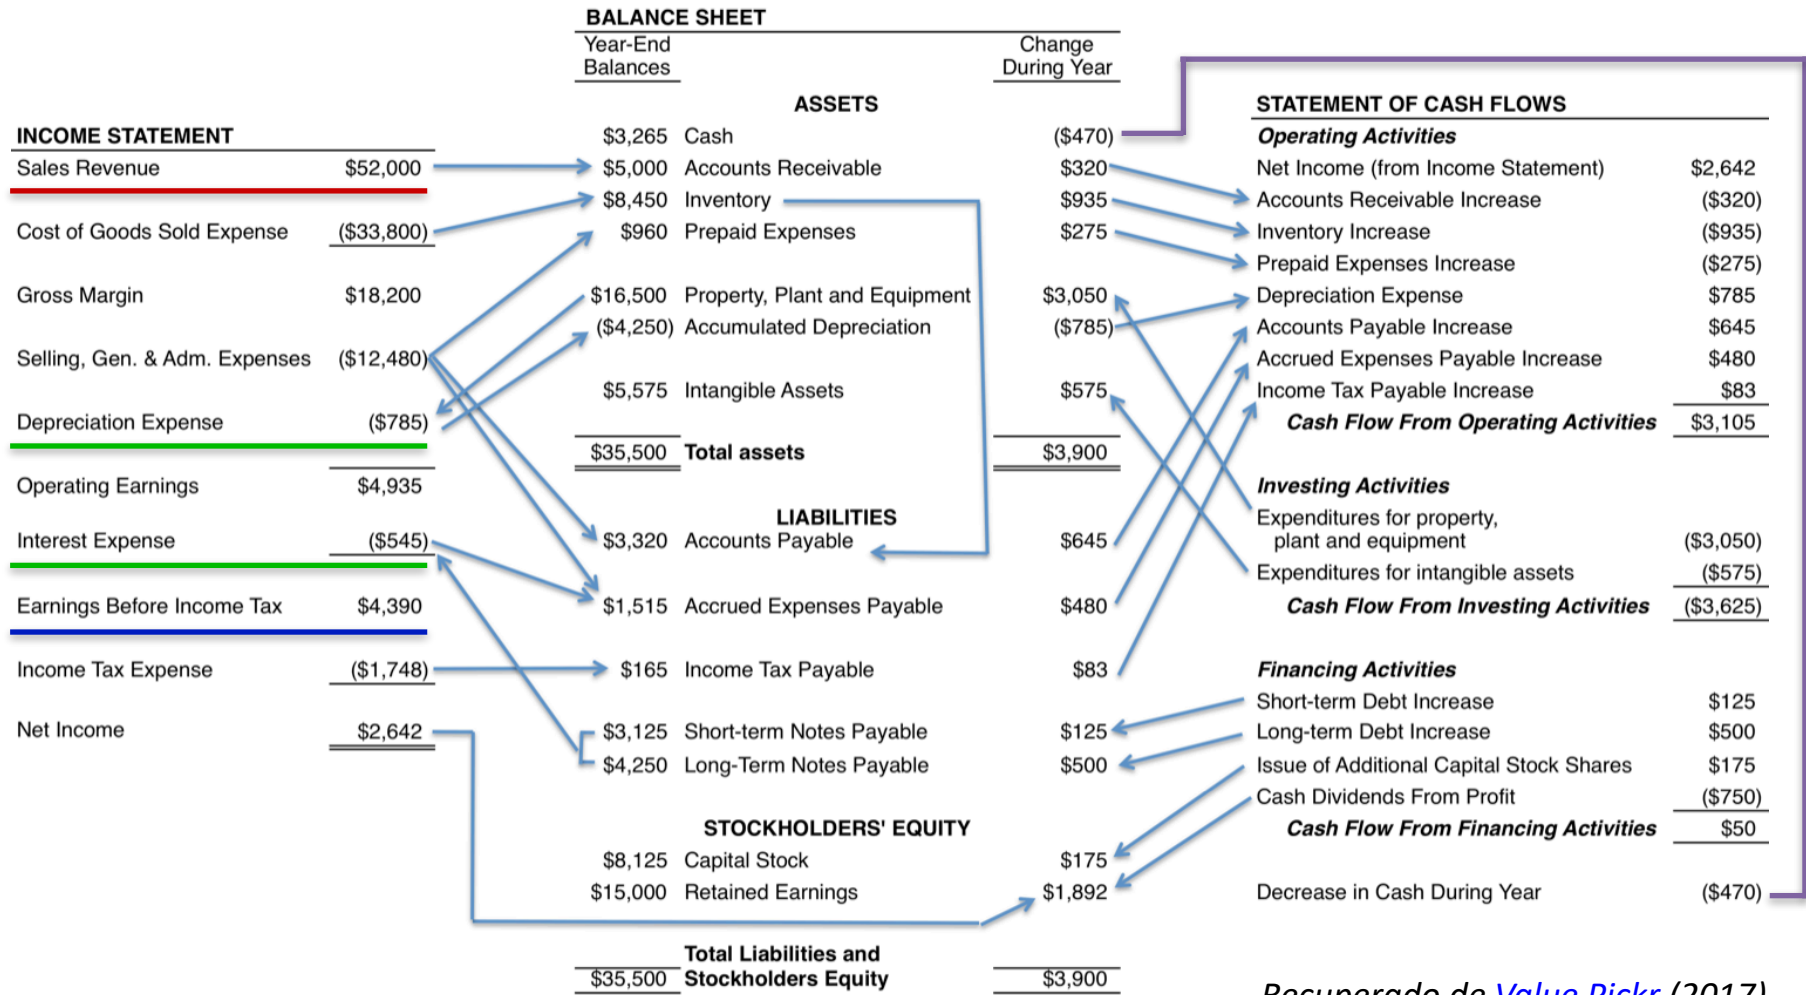 BALANCE SHEET
Year-End Balances
Change During Year
ASSETS
$3,265 Cash ($470)
$5,000 Accounts Receivable $320
$8,450 Inventory $935
$960 Prepaid Expenses $275
$16,500 Property, Plant and Equipment $3,050
($4,250) Accumulated Depreciation ($785)
$5,575 Intangible Assets $575
$35,500 Total assets $3,900
LIABILITIES
$3,320 Accounts Payable $645
$1,515 Accrued Expenses Payable $480
$165 Income Tax Payable $83
$3,125 Short-term Notes Payable $125
$4,250 Long-Term Notes Payable $500
STOCKHOLDERS' EQUITY
$8,125 Capital Stock $175
$15,000 Retained Earnings $1,892
Total Liabilities and
$35,500 Stockholders Equity $3,900
INCOME STATEMENT
Sales Revenue $52,000
Cost of Goods Sold Expense ($33,800)
Gross Margin $18,200
Selling, Gen. & Adm. Expenses ($12,480)
Depreciation Expense ($785)
Operating Earnings $4,935
Interest Expense ($545)
Earnings Before Income Tax $4,390
Income Tax Expense ($1,748)
Net Income $2,642
STATEMENT OF CASH FLOWS
Operating Activities
Net Income (from Income Statement) $2,642
Accounts Receivable Increase ($320)
Inventory Increase ($935)
Prepaid Expenses Increase ($275)
Depreciation Expense $785
Accounts Payable Increase $645
Accrued Expenses Payable Increase $480
Income Tax Payable Increase $83
Cash Flow From Operating Activities $3,105
Investing Activities
Expenditures for property,
plant and equipment ($3,050)
Expenditures for intangible assets ($575)
Cash Flow From Investing Activities ($3,625)
Financing Activities
Short-term Debt Increase $125
Long-term Debt Increase $500
Issue of Additional Capital Stock Shares $175
Cash Dividends From Profit ($750)
Cash Flow From Financing Activities $50
Decrease in Cash During Year ($470)
Recuperado de Value Pickr (2017)